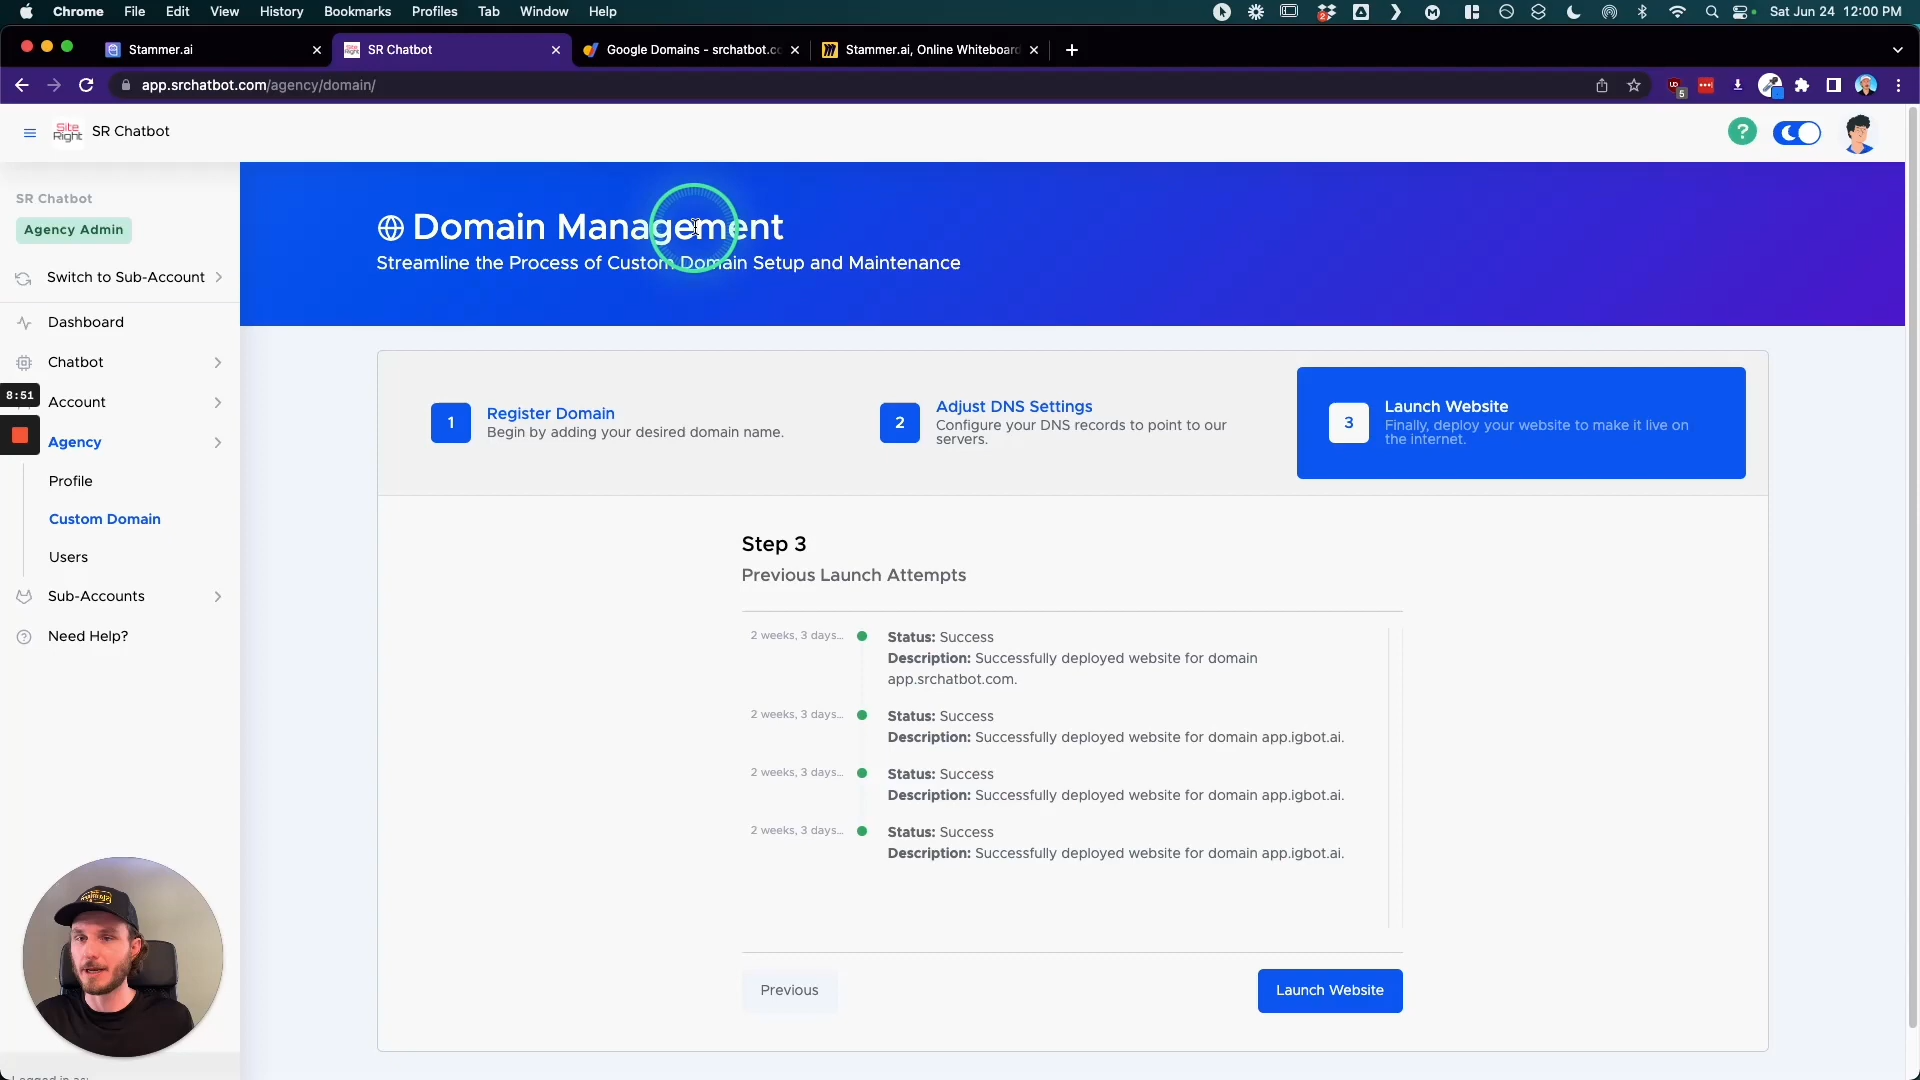 Chrome File Edit View History Bookmarks Profiles Tab Window Help
2
Sat Jun 24 12:00 PM
Stammer.ai
SR Chatbot
Google Domains - srchatbot.co
Stammer.ai, Online Whiteboard
app.srchatbot.com/agency/domain/
5
Site Right
SR Chatbot
?
SR Chatbot
Agency Admin
Switch to Sub-Account
Dashboard
Chatbot
8:51
Account
Agency
Profile
Custom Domain
Users
Sub-Accounts
Need Help?
Domain Management
Streamline the Process of Custom Domain Setup and Maintenance
1
Register Domain
Begin by adding your desired domain name.
2
Adjust DNS Settings
Configure your DNS records to point to our
servers.
3
Launch Website
Finally, deploy your website to make it live on
the internet.
Step 3
Previous Launch Attempts
2 weeks, 3 days...
Status: Success
Description: Successfully deployed website for domain
app.srchatbot.com.
2 weeks, 3 days...
Status: Success
Description: Successfully deployed website for domain app.igbot.ai.
2 weeks, 3 days...
Status: Success
Description: Successfully deployed website for domain app.igbot.ai.
2 weeks, 3 days...
Status: Success
Description: Successfully deployed website for domain app.igbot.ai.
Previous
Launch Website